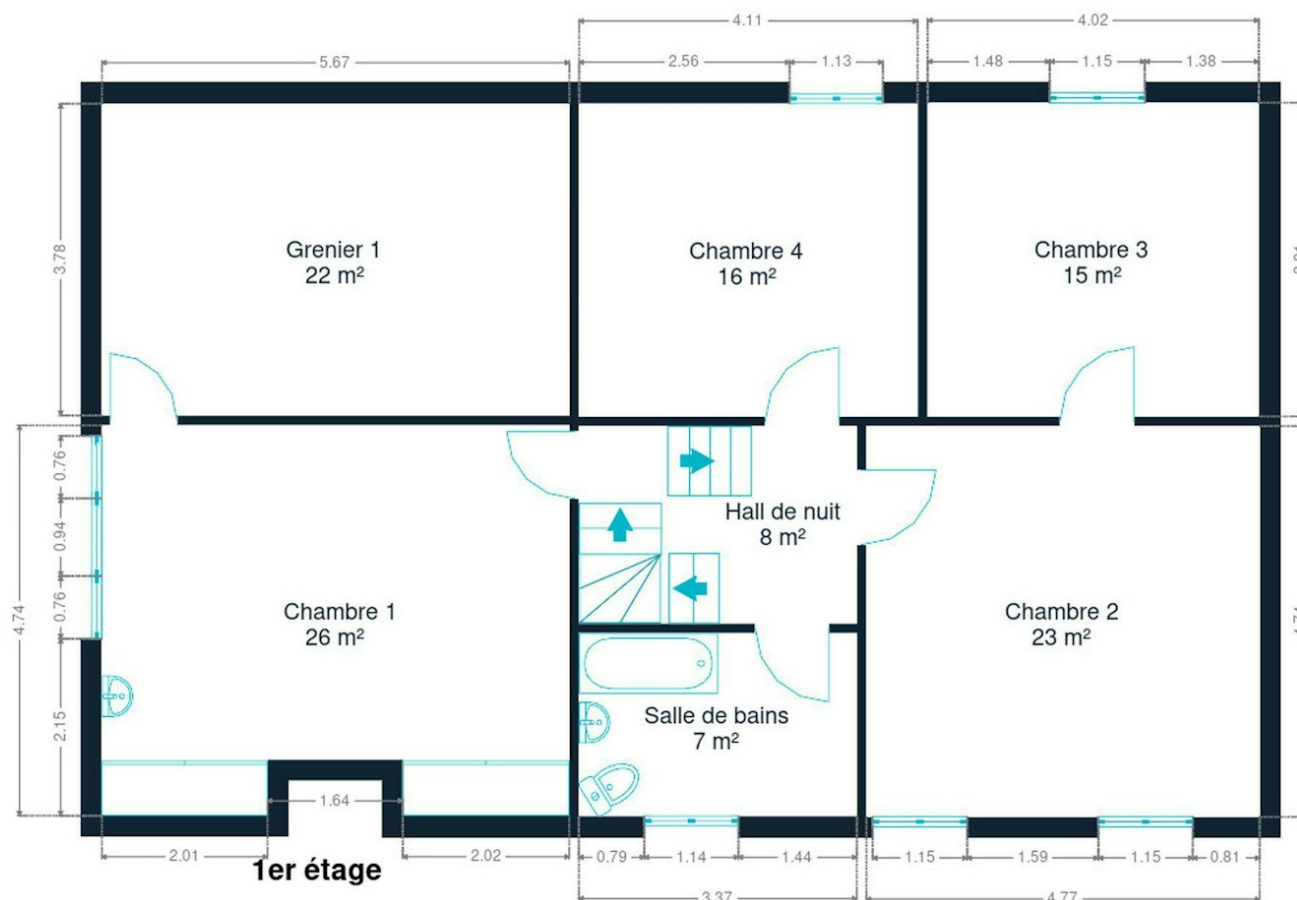 4.11
4.02
5.67
2.56
1.13
1.48
1.15
1.38
3.78
Grenier 1
22 m²
Chambre 4
16 m²
Chambre 3
15 m²
0.76
0.94
0.76
4.74
2.15
Hall de nuit
8 m²
Chambre 1
26 m²
Chambre 2
23 m²
Salle de bains
7 m²
1.64
2.01
2.02
0.79
1.14
1.44
1.15
1.59
1.15
0.81
1er étage
3.37
4.77